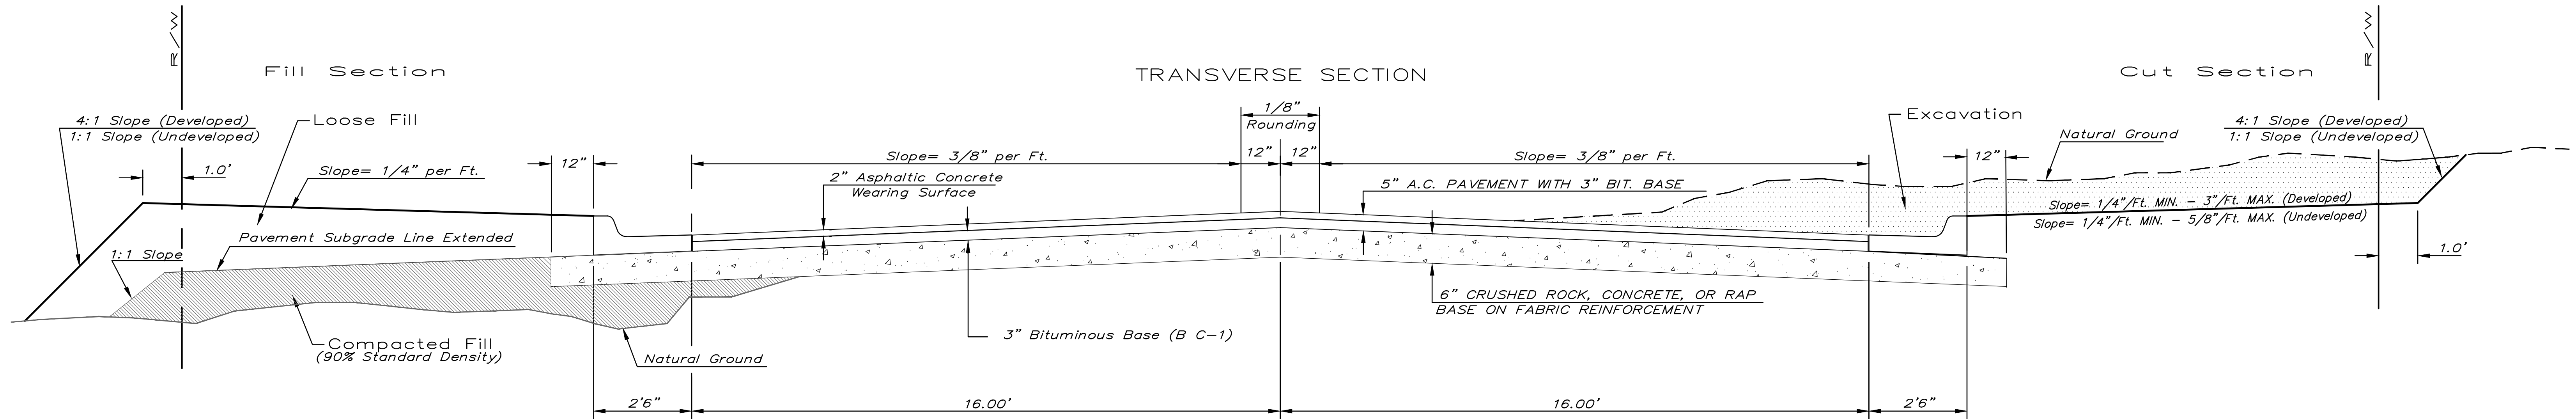 R/W
R/W
Fill Section
TRANSVERSE SECTION
Cut Section
4:1 Slope (Developed)
1:1 Slope (Undeveloped)
Loose Fill
1/8"
Rounding
Excavation
Natural Ground
4:1 Slope (Developed)
1:1 Slope (Undeveloped)
1.0'
Slope= 1/4" per Ft.
12"
Slope= 3/8" per Ft.
12"
12"
Slope= 3/8" per Ft.
12"
2" Asphaltic Concrete
Wearing Surface
5" A.C. PAVEMENT WITH 3" BIT. BASE
Slope= 1/4"/Ft. MIN. - 3"/Ft. MAX. (Developed)
Slope= 1/4"/Ft. MIN. - 5/8"/Ft. MAX. (Undeveloped)
Pavement Subgrade Line Extended
1:1 Slope
1.0'
6" CRUSHED ROCK, CONCRETE, OR RAP
BASE ON FABRIC REINFORCEMENT
3" Bituminous Base (B C-1)
Compacted Fill
(90% Standard Density)
Natural Ground
2'6"
16.00'
16.00'
2'6"